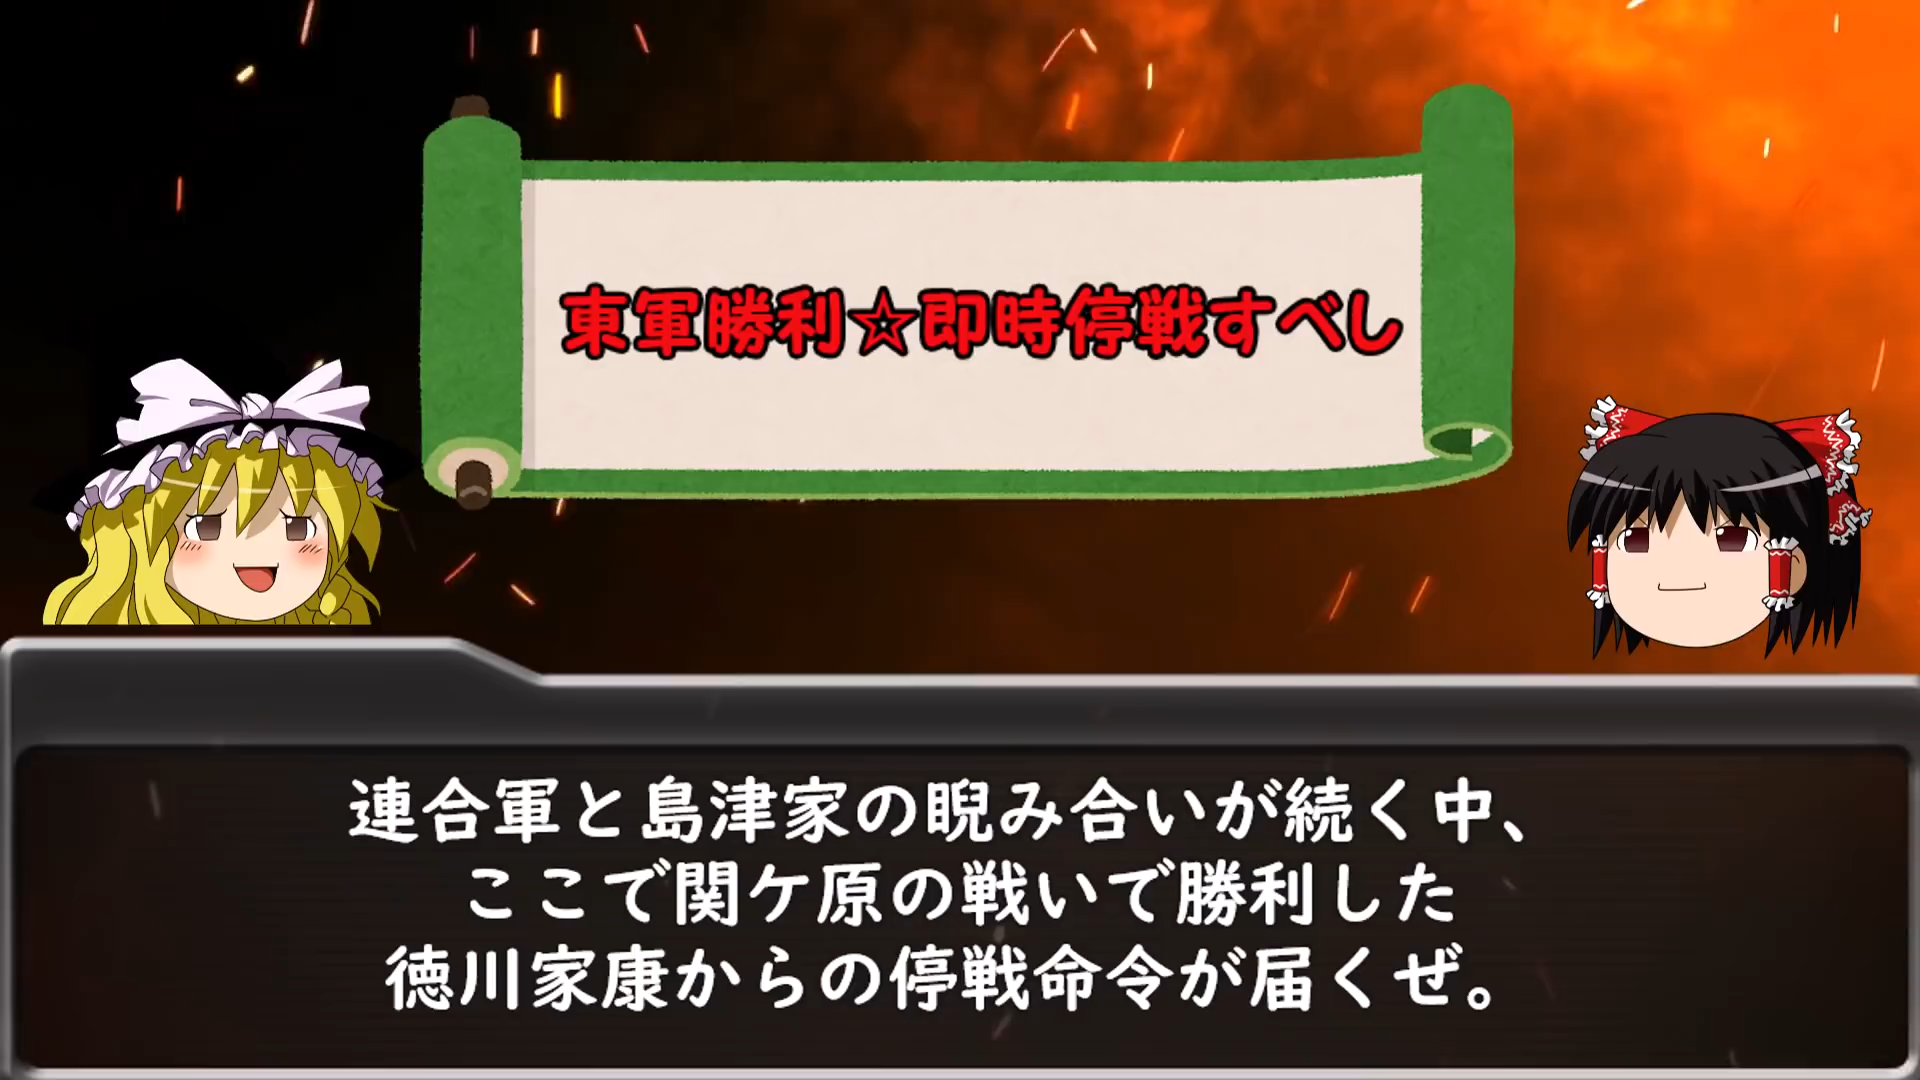 東軍勝利☆即時停戦すべし
連合軍と島津家の睨み合いが続く中、
ここで関ケ原の戦いで勝利した
徳川家康からの停戦命令が届くぜ。